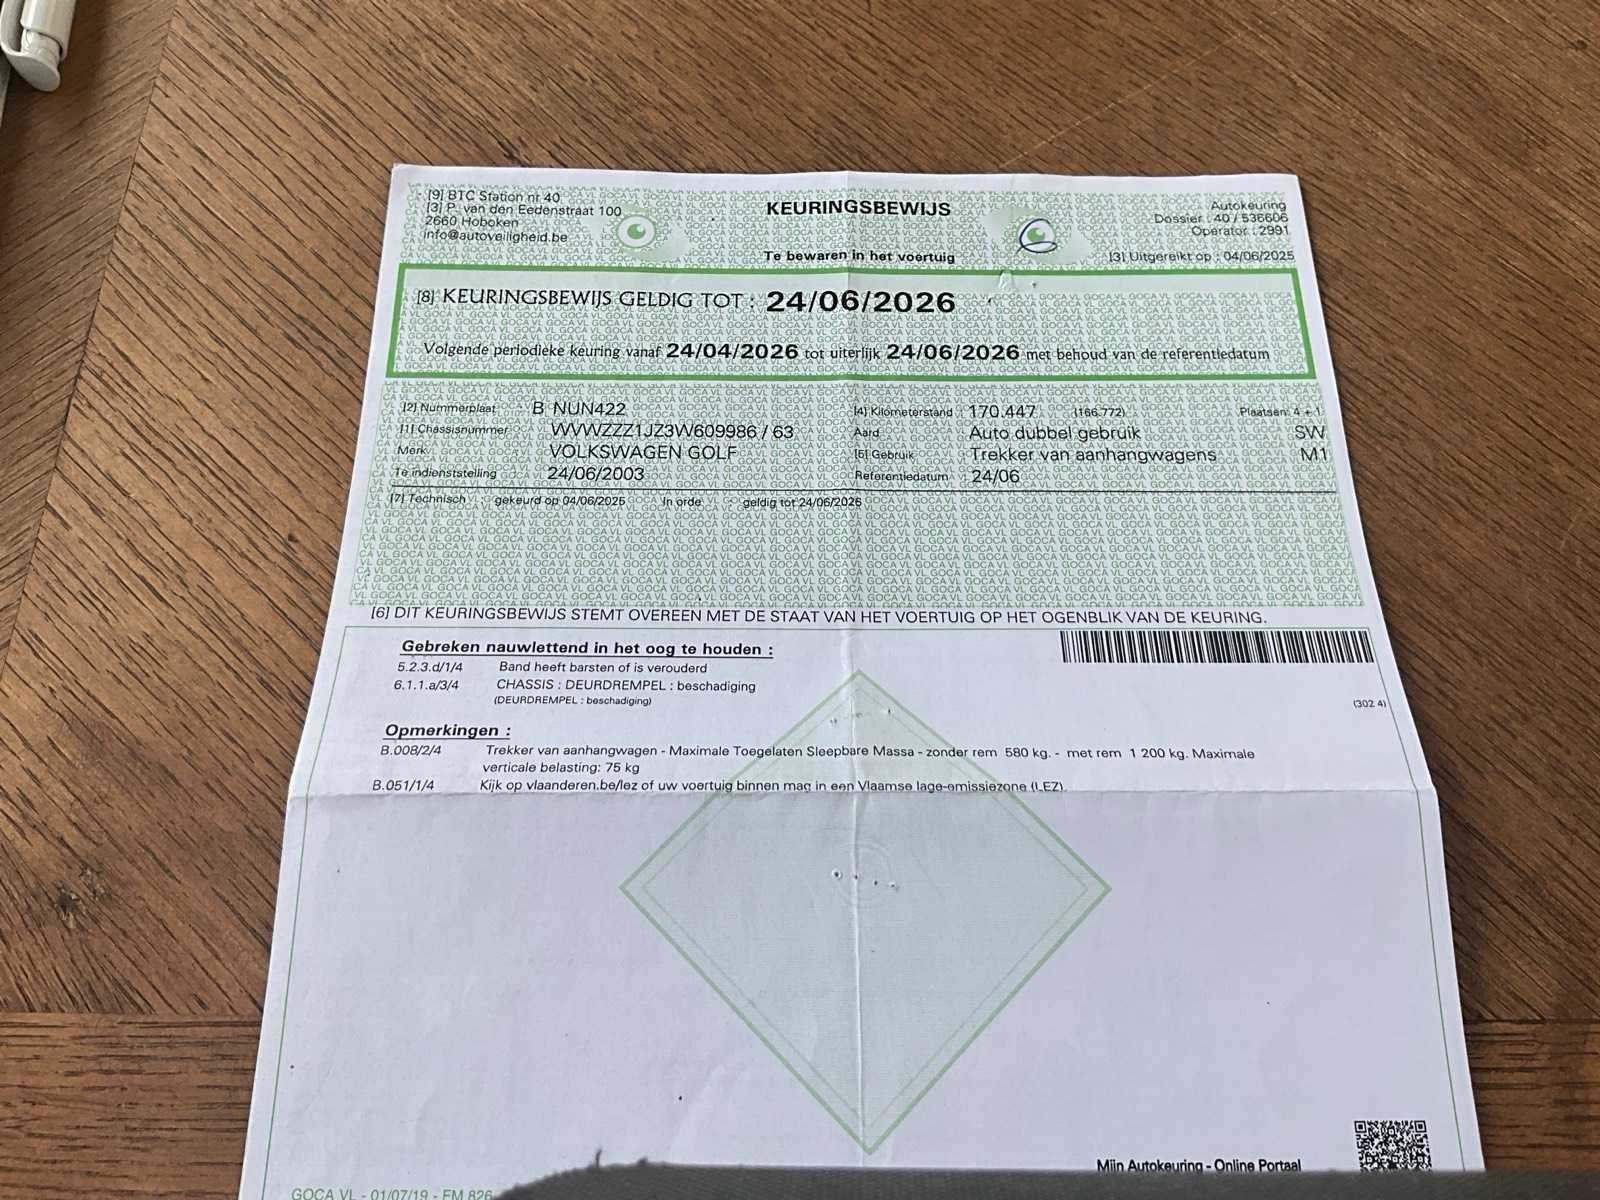 [9] BTC Station nr 40
[3] P. van den Eedenstraat 100
2660 Hoboken
info@autoveiligheid.be
KEURINGSBEWIJS
Te bewaren in het voertuig
Autokeuring
Dossier : 40 / 536606
Operator : 2991
[3] Uitgereikt op : 04/06/2025
[8] KEURINGSBEWIJS GELDIG TOT : 24/06/2026
Volgende periodieke keuring vanaf 24/04/2026 tot uiterlijk 24/06/2026 met behoud van de referentiedatum
[2] Nummerplaat : B NUN422
[4] Kilometerstand : 170.447 (166.772) Plaatsen: 4 + 1
[1] Chassisnummer : WVWZZZ1JZ3W609986 / 63
Aard : Auto dubbel gebruik SW
Merk : VOLKSWAGEN GOLF
[5] Gebruik : Trekker van aanhangwagens M1
1e indienststelling : 24/06/2003
Referentiedatum : 24/06
[7] Technisch : gekeurd op 04/06/2025 In orde geldig tot 24/06/2026
[6] DIT KEURINGSBEWIJS STEMT OVEREEN MET DE STAAT VAN HET VOERTUIG OP HET OGENBLIK VAN DE KEURING.
Gebreken nauwlettend in het oog te houden :
5.2.3.d/1/4 Band heeft barsten of is verouderd
6.1.1.a/3/4 CHASSIS : DEURDREMPEL : beschadiging
(DEURDREMPEL : beschadiging)
(302 4)
Opmerkingen :
B.008/2/4 Trekker van aanhangwagen - Maximale Toegelaten Sleepbare Massa - zonder rem 580 kg. - met rem 1 200 kg. Maximale
verticale belasting: 75 kg
B.051/1/4 Kijk op vlaanderen.be/lez of uw voertuig binnen mag in een Vlaamse lage-emissiezone (LEZ).
Mijn Autokeuring - Online Portaal
GOCA VL - 01/07/19 - FM 826